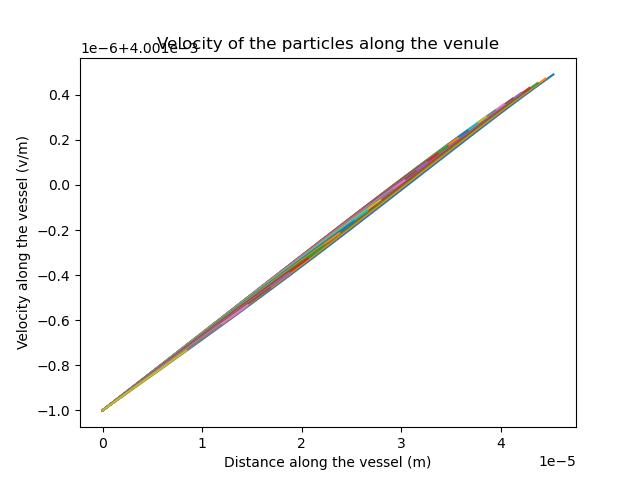 Velocity of the particles along the venule
1e−6+4.001e−3
0.4
0.2
0.0
−0.2
−0.4
−0.6
−0.8
−1.0
Velocity along the vessel (v/m)
0 1 2 3 4
1e−5
Distance along the vessel (m)